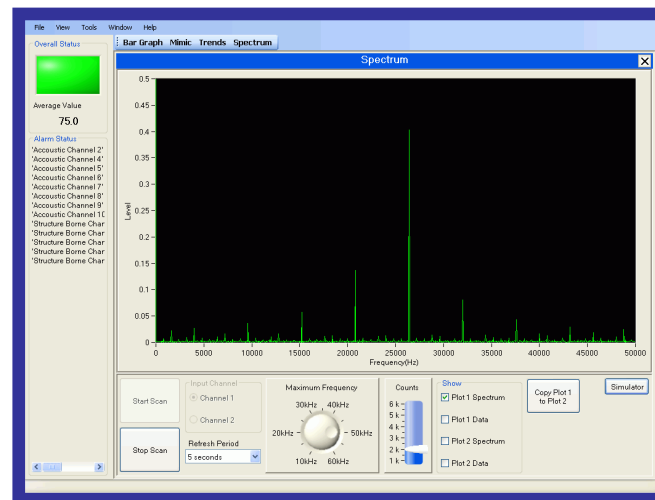 File View Tools Window Help
Overall Status
Bar Graph Mimic Trends Spectrum
Spectrum
Average Value
75.0
Alarm Status
'Accoustic Channel 2'
'Accoustic Channel 4'
'Accoustic Channel 5'
'Accoustic Channel 6'
'Accoustic Channel 7'
'Accoustic Channel 8'
'Accoustic Channel 9'
'Accoustic Channel 1
'Structure Borne Char
'Structure Borne Char
'Structure Borne Char
'Structure Borne Char
'Structure Borne Char
0.5
0.45
0.4
0.35
0.3
0.25
0.2
0.15
0.1
0.05
0
Level
0 5000 10000 15000 20000 25000 30000 35000 40000 45000 50000
Frequency(Hz)
Start Scan
Stop Scan
Input Channel
Channel 1
Channel 2
Refresh Period
5 seconds
Maximum Frequency
30kHz 40kHz
20kHz 50kHz
10kHz 60kHz
Counts
6 k
5 k
4 k
3 k
2 k
1 k
Show
Plot 1 Spectrum
Plot 1 Data
Plot 2 Spectrum
Plot 2 Data
Copy Plot 1
to Plot 2
Simulator